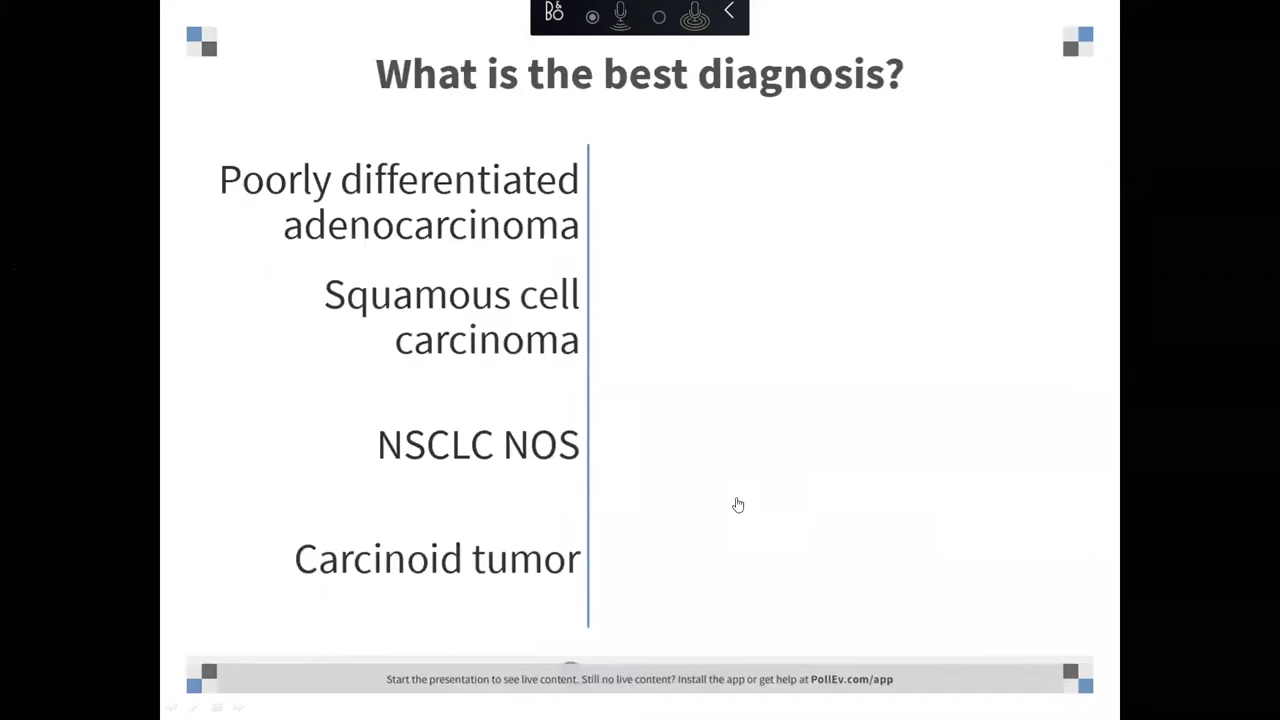 B&O
What is the best diagnosis?
Poorly differentiated
adenocarcinoma
Squamous cell
carcinoma
NSCLC NOS
Carcinoid tumor
Start the presentation to see live content. Still no live content? Install the app or get help at PollEv.com/app